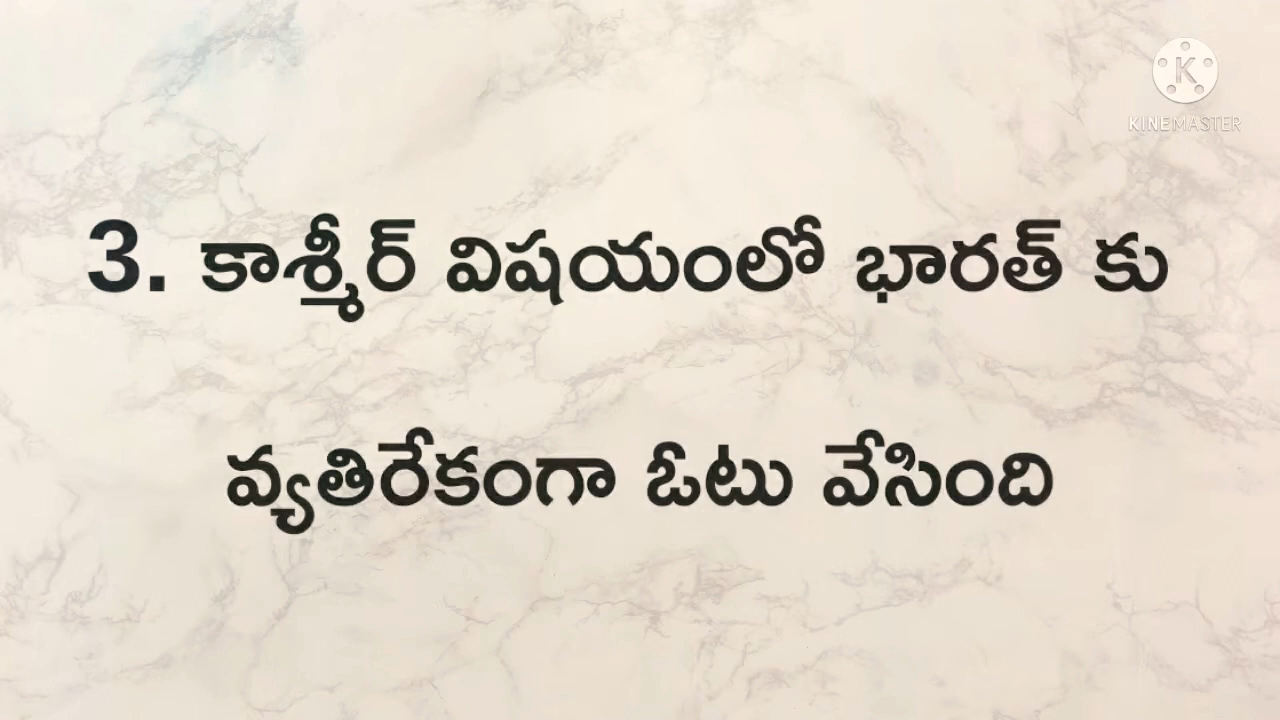 KINEMASTER
3. కాశ్మీర్ విషయంలో భారత్ కు
వ్యతిరేకంగా ఓటు వేసింది